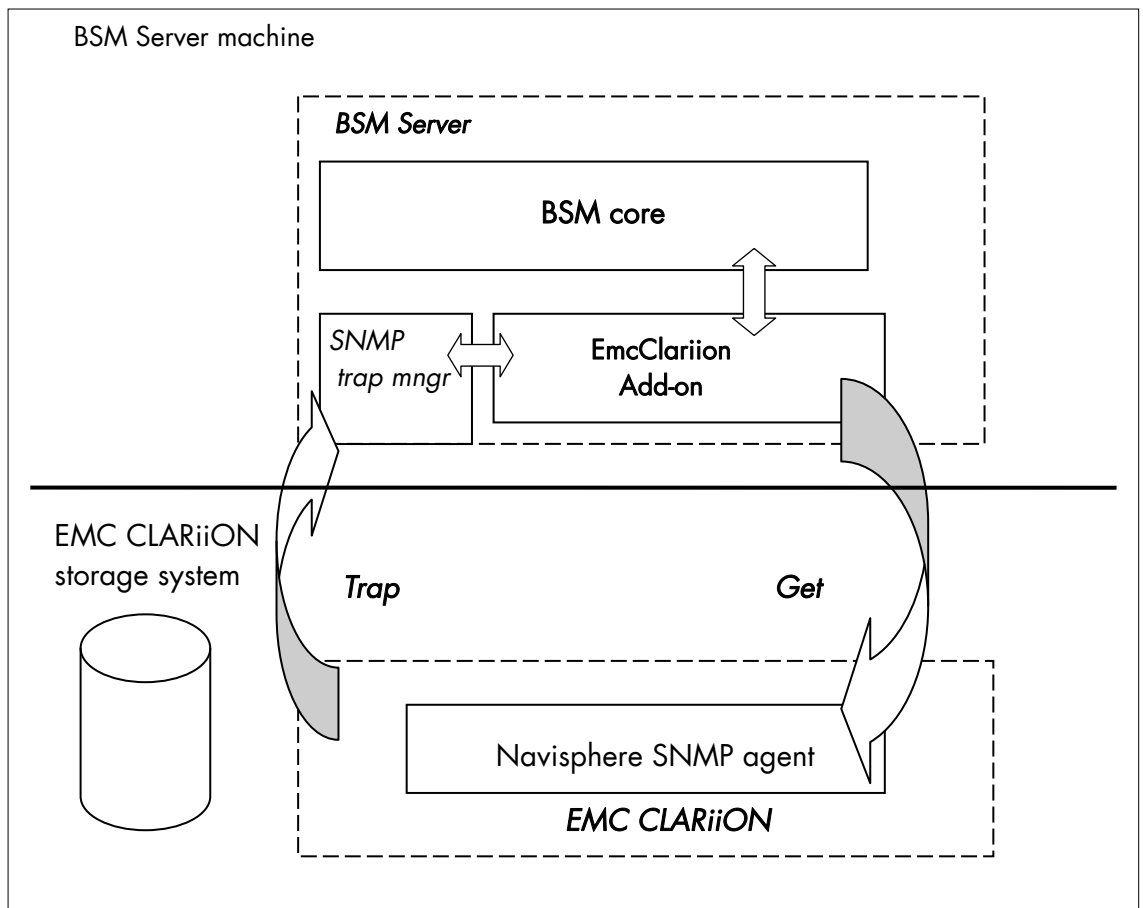 BSM Server machine
BSM Server
BSM core
SNMP
trap mngr
EmcClariion
Add-on
EMC CLARiiON
storage system
Trap
Get
Navisphere SNMP agent
EMC CLARiiON